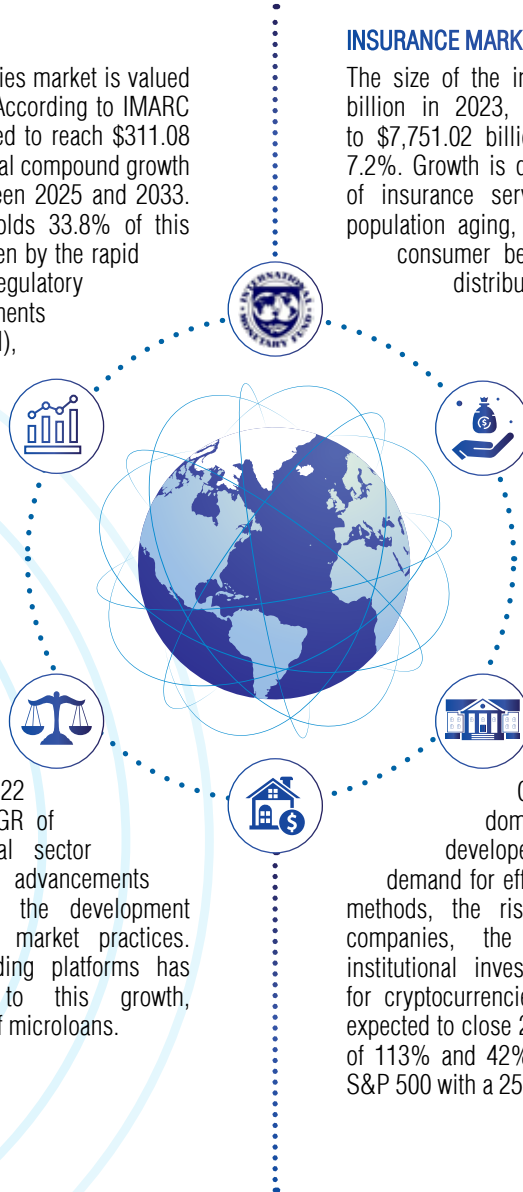 ies market is valued
According to IMARC
ed to reach $311.08
al compound growth
een 2025 and 2033.
olds 33.8% of this
en by the rapid
egulatory
ments
),
INSURANCE MARK
The size of the in
billion in 2023,
to $7,751.02 billi
7.2%. Growth is d
of insurance serv
population aging,
consumer be
distribu
INTERNATIONAL
MONETARY FUND
$
$
22
GR of
al sector
advancements
the development
market practices.
ding platforms has
to this growth,
f microloans.
dom
develope
demand for eff
methods, the ris
companies, the
institutional inves
for cryptocurrencie
expected to close 2
of 113% and 42%
S&P 500 with a 25